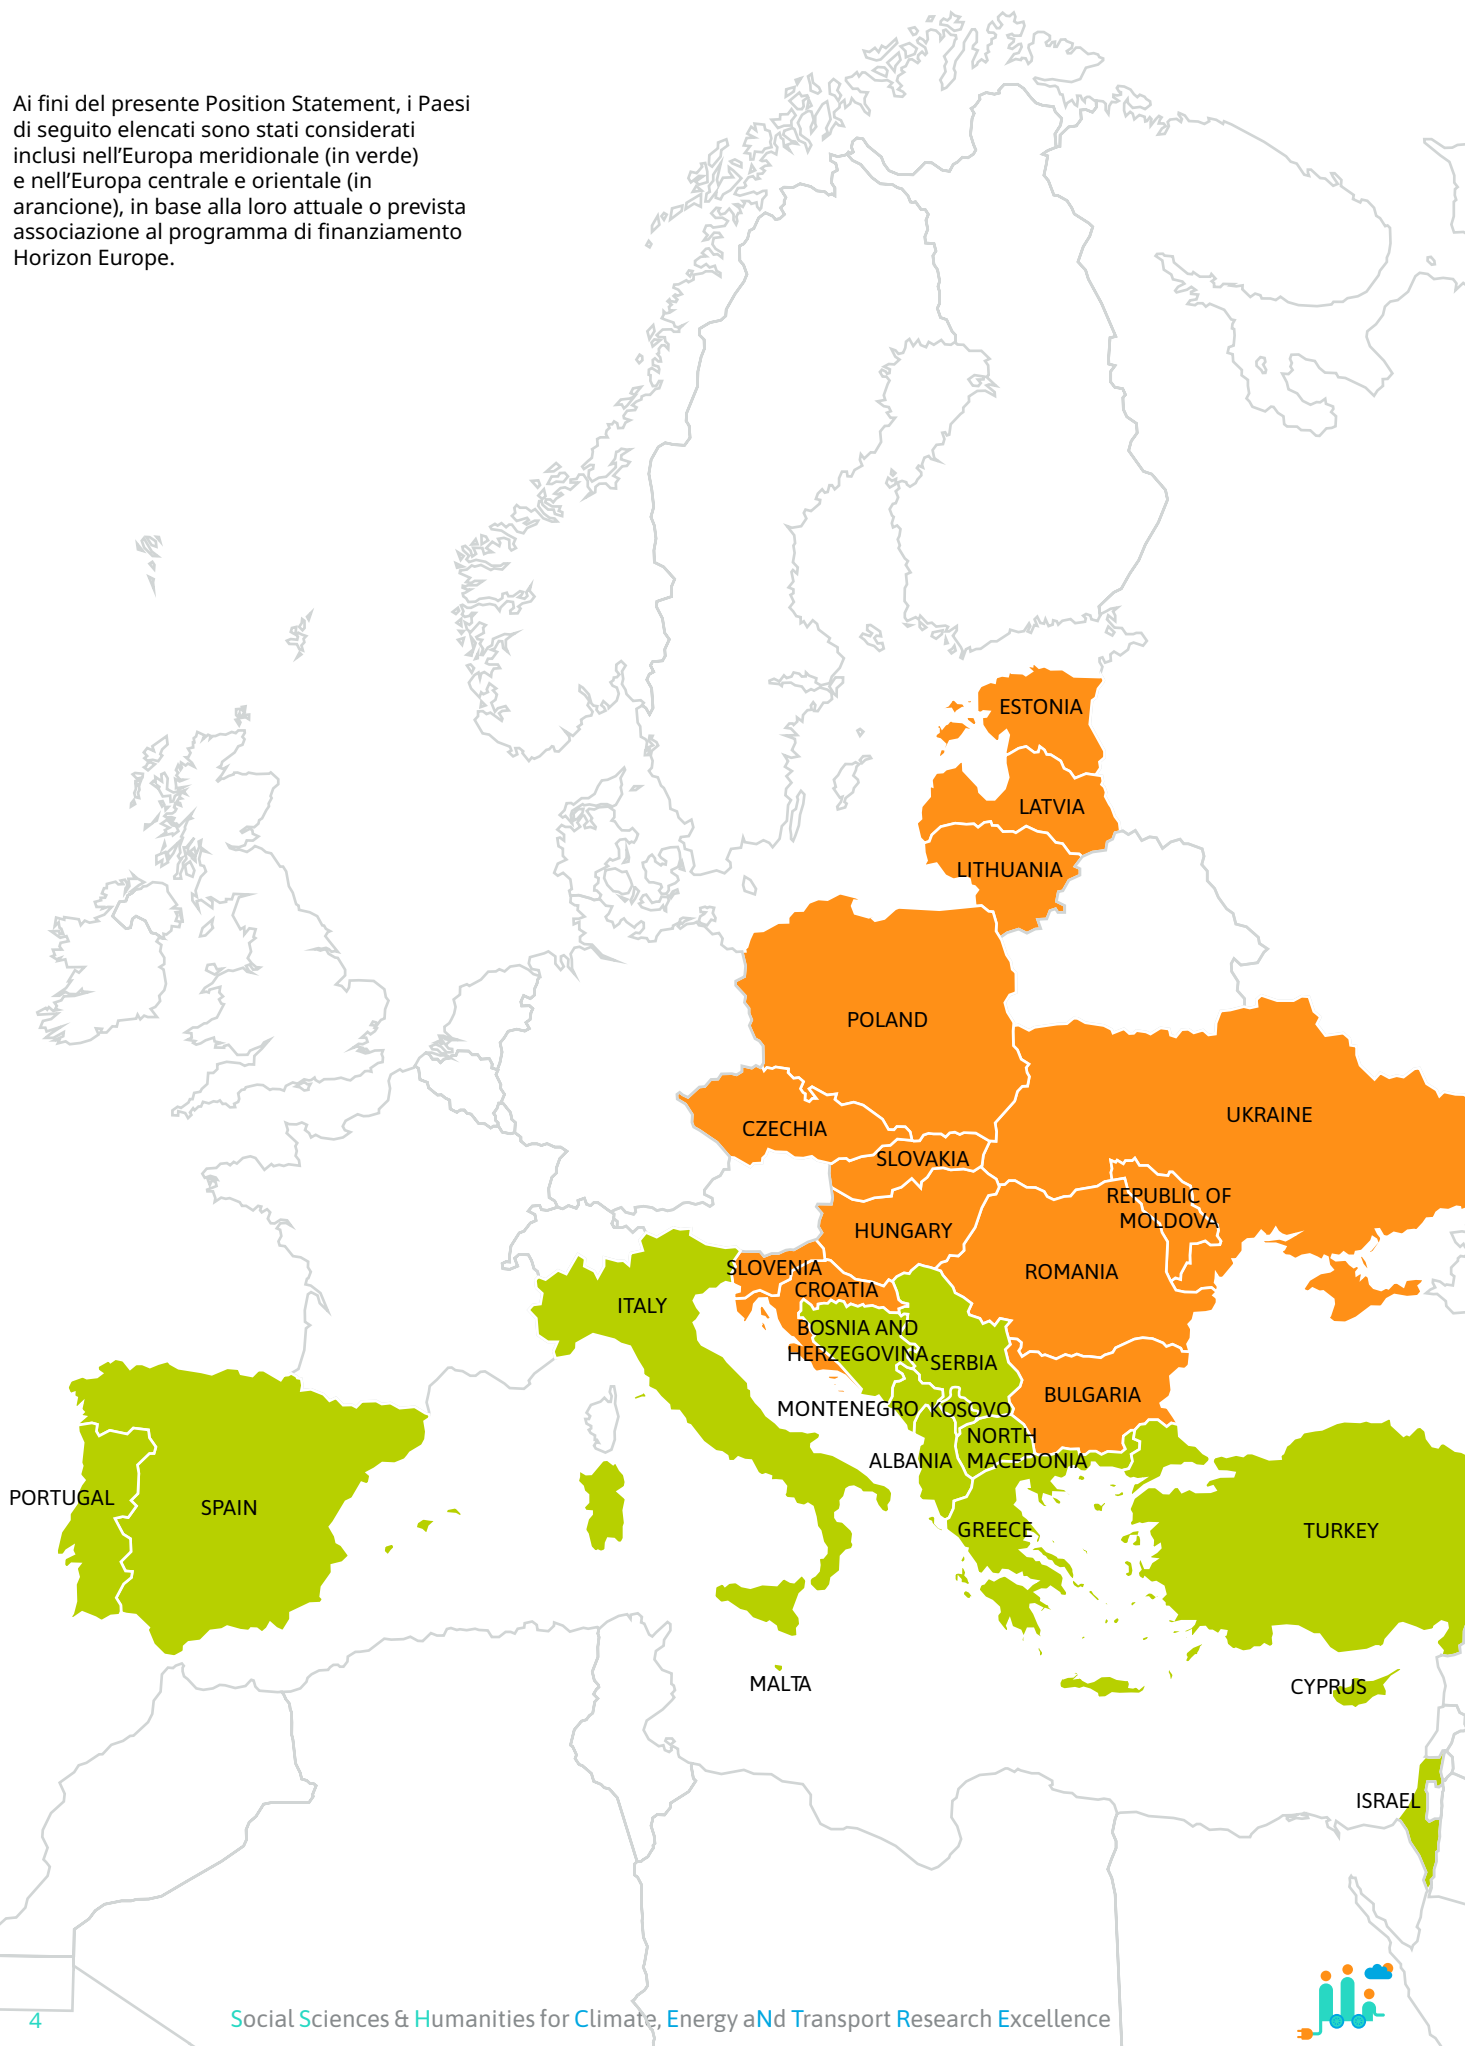 Ai fini del presente Position Statement, i Paesi
di seguito elencati sono stati considerati
inclusi nell’Europa meridionale (in verde)
e nell’Europa centrale e orientale (in
arancione), in base alla loro attuale o prevista
associazione al programma di finanziamento
Horizon Europe.
ESTONIA
LATVIA
LITHUANIA
POLAND
UKRAINE
CZECHIA
SLOVAKIA
REPUBLIC OF
MOLDOVA
HUNGARY
SLOVENIA
ROMANIA
CROATIA
ITALY
BOSNIA AND
HERZEGOVINA
SERBIA
BULGARIA
MONTENEGRO
KOSOVO
NORTH
MACEDONIA
ALBANIA
PORTUGAL
SPAIN
GREECE
TURKEY
MALTA
CYPRUS
ISRAEL
4
Social Sciences & Humanities for Climate, Energy aNd Transport Research Excellence